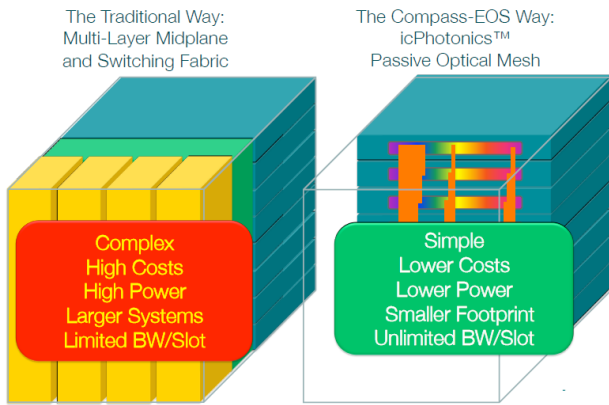 The Traditional Way:
Multi-Layer Midplane
and Switching Fabric
Complex
High Costs
High Power
Larger Systems
Limited BW/Slot
The Compass-EOS Way:
icPhotonics™
Passive Optical Mesh
Simple
Lower Costs
Lower Power
Smaller Footprint
Unlimited BW/Slot